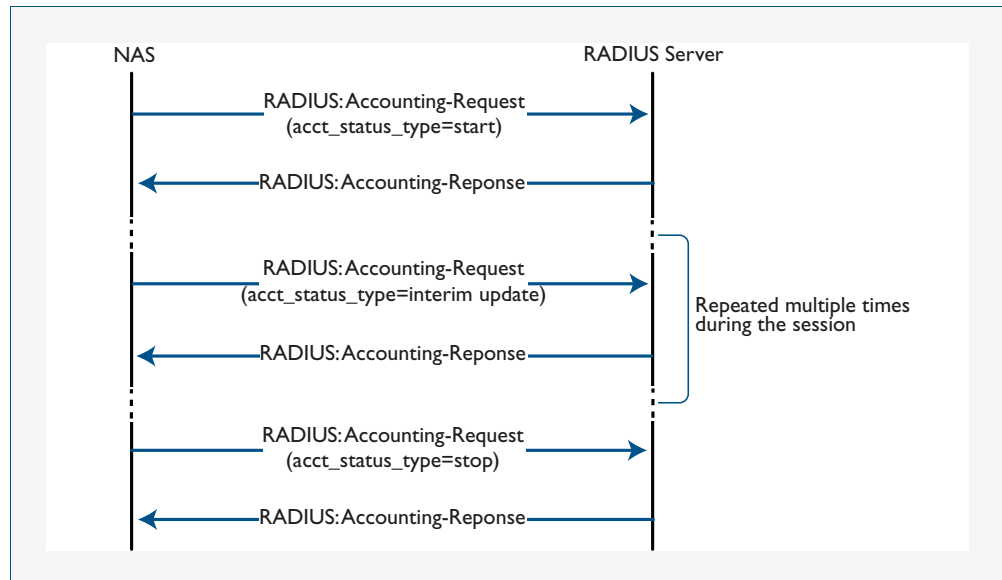 NAS
RADIUS Server
RADIUS: Accounting-Request
(acct_status_type=start)
RADIUS: Accounting-Reponse
RADIUS: Accounting-Request
(acct_status_type=interim update)
Repeated multiple times
during the session
RADIUS: Accounting-Reponse
RADIUS: Accounting-Request
(acct_status_type=stop)
RADIUS: Accounting-Reponse